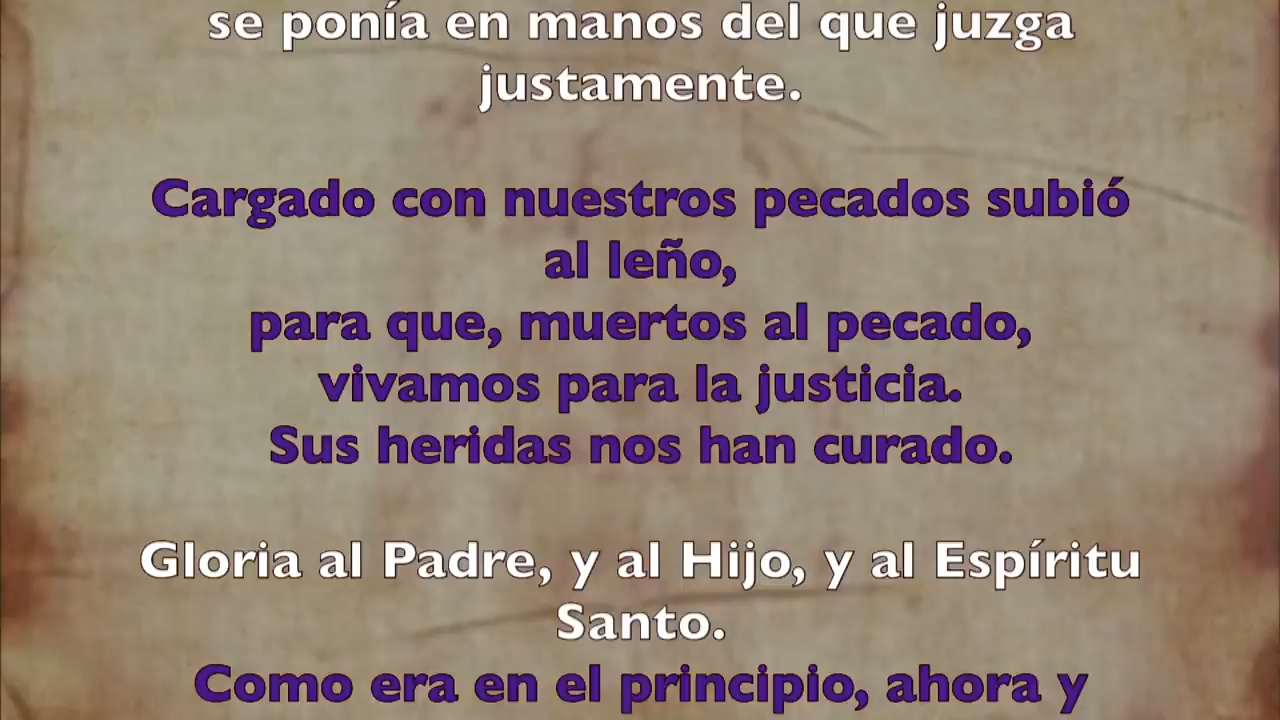 se ponía en manos del que juzga
justamente.
Cargado con nuestros pecados subió
al leño,
para que, muertos al pecado,
vivamos para la justicia.
Sus heridas nos han curado.
Gloria al Padre, y al Hijo, y al Espíritu
Santo.
Como era en el principio, ahora y